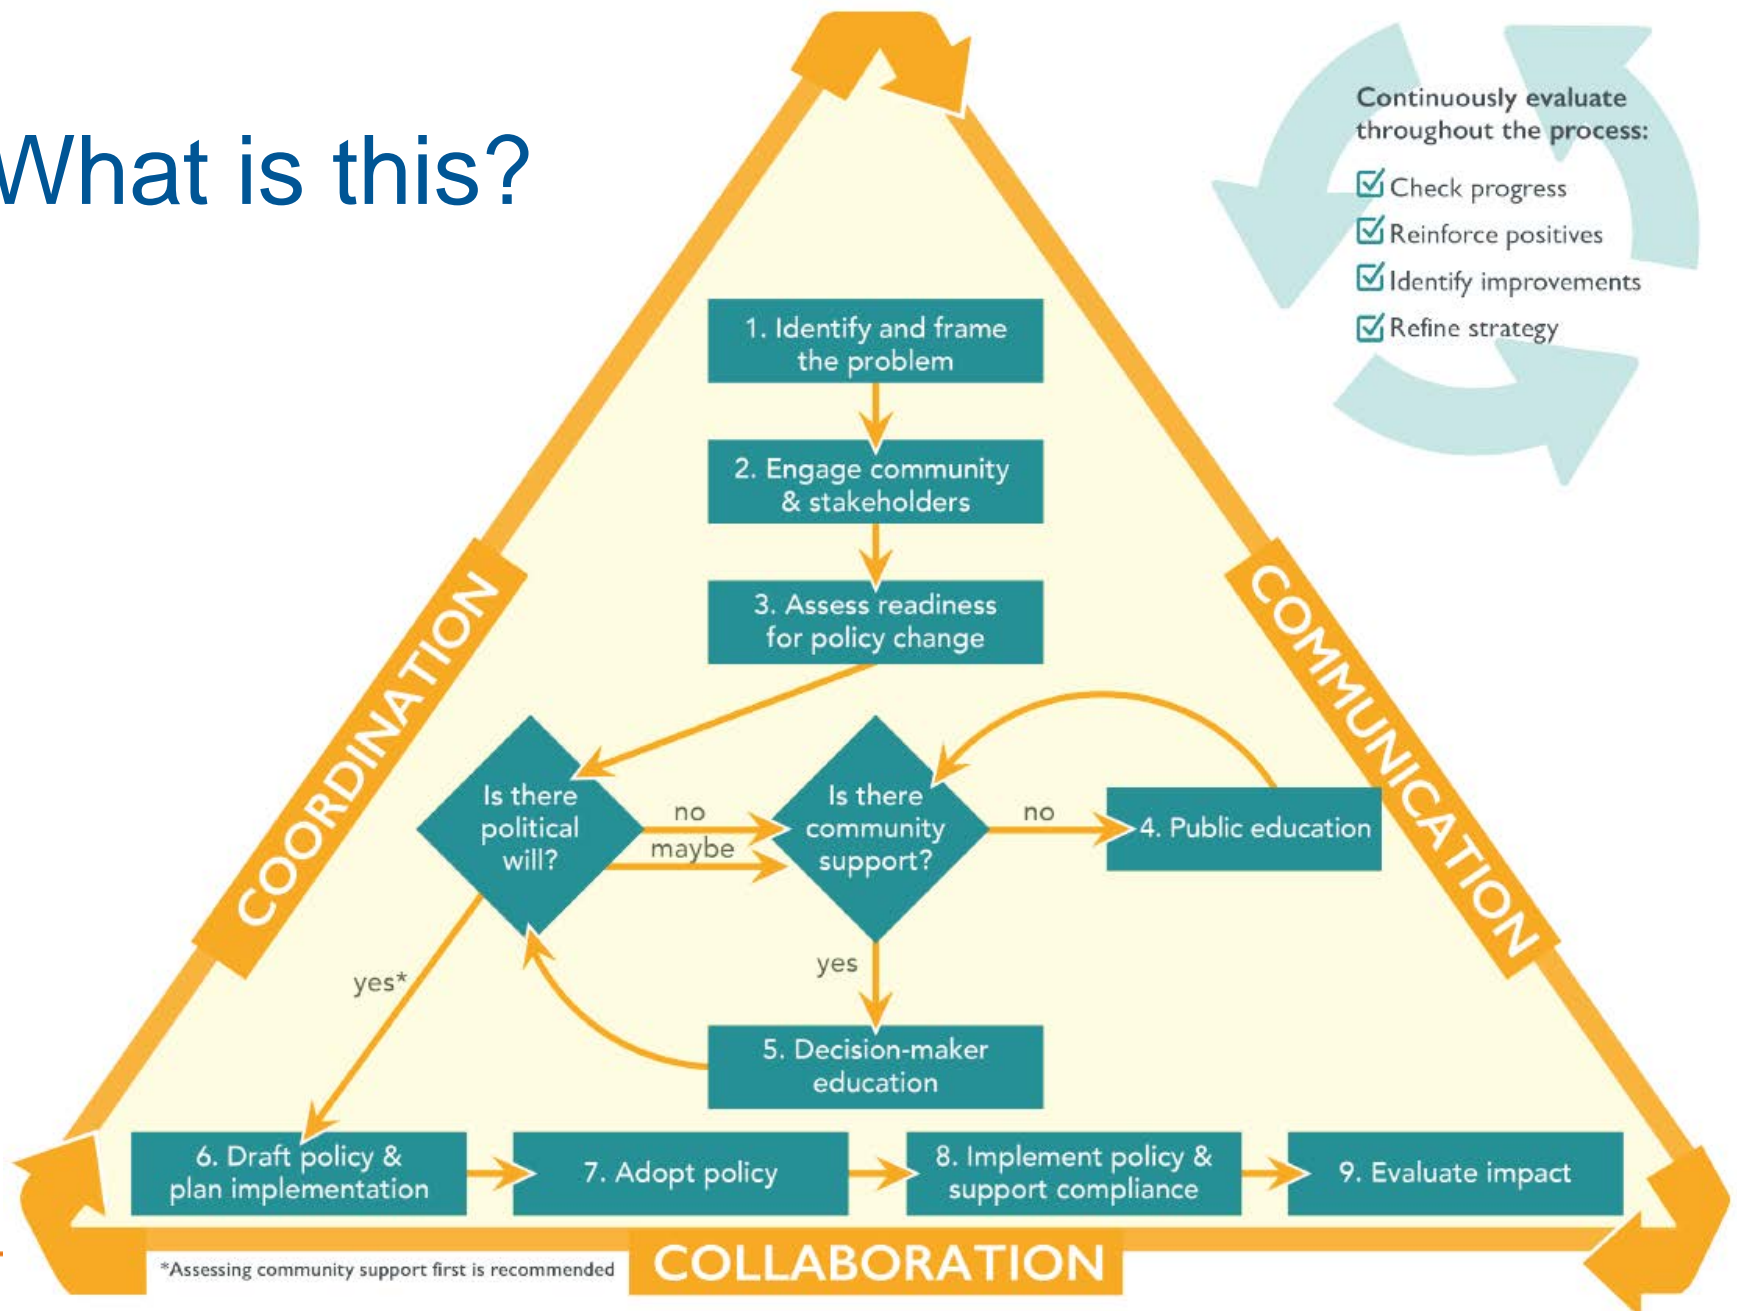 What is this?
Continuously evaluate
throughout the process:
Check progress
Reinforce positives
Identify improvements
Refine strategy
1. Identify and frame
the problem
2. Engage community
& stakeholders
3. Assess readiness
for policy change
COORDINATION
COMMUNICATION
Is there
political
will?
no
maybe
Is there
community
support?
no
4. Public education
yes*
yes
5. Decision-maker
education
6. Draft policy &
plan implementation
7. Adopt policy
8. Implement policy &
support compliance
9. Evaluate impact
*Assessing community support first is recommended
COLLABORATION